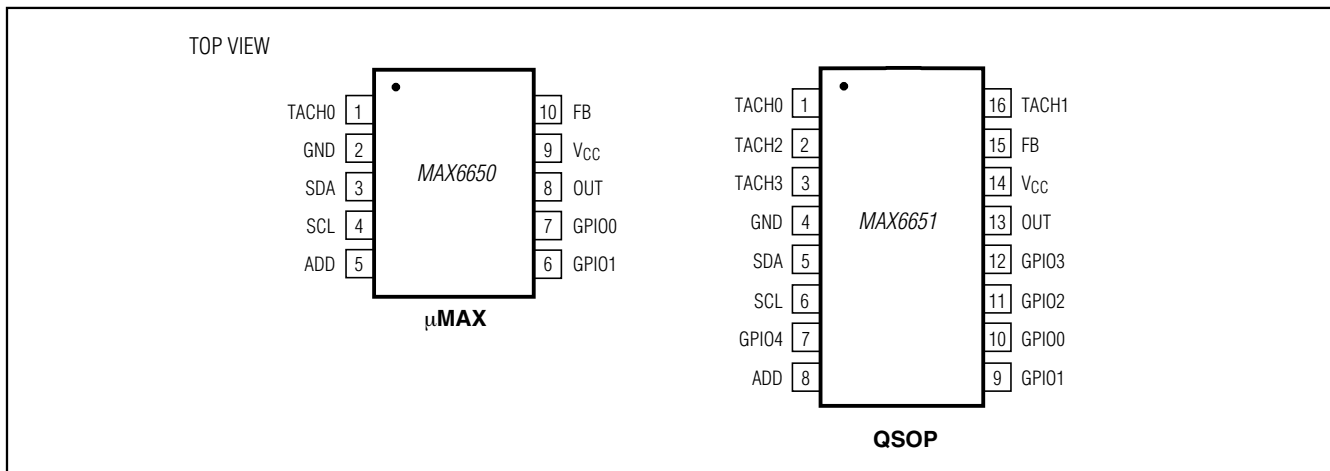 TOP VIEW
TACH0 1
GND 2
SDA 3
SCL 4
ADD 5
MAX6650
10 FB
9 VCC
8 OUT
7 GPIO0
6 GPIO1
µMAX
TACH0 1
TACH2 2
TACH3 3
GND 4
SDA 5
SCL 6
GPIO4 7
ADD 8
MAX6651
16 TACH1
15 FB
14 VCC
13 OUT
12 GPIO3
11 GPIO2
10 GPIO0
9 GPIO1
QSOP